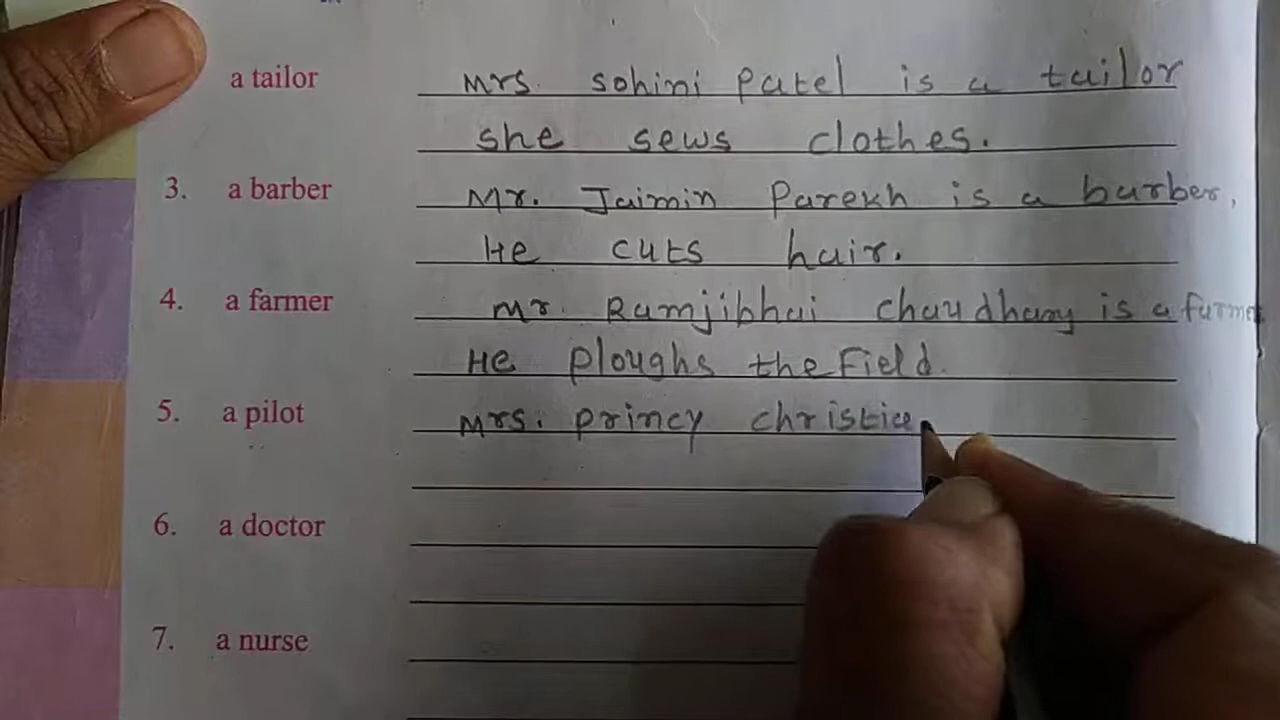 a tailor Mrs. sohini patel is a tailor
she sews clothes.
3. a barber Mr. Jaimin Parekh is a barber,
He cuts hair.
4. a farmer Mr. Ramjibhai chaudhary is a farmer
He ploughs the Field.
5. a pilot Mrs. princy christie
6. a doctor
7. a nurse